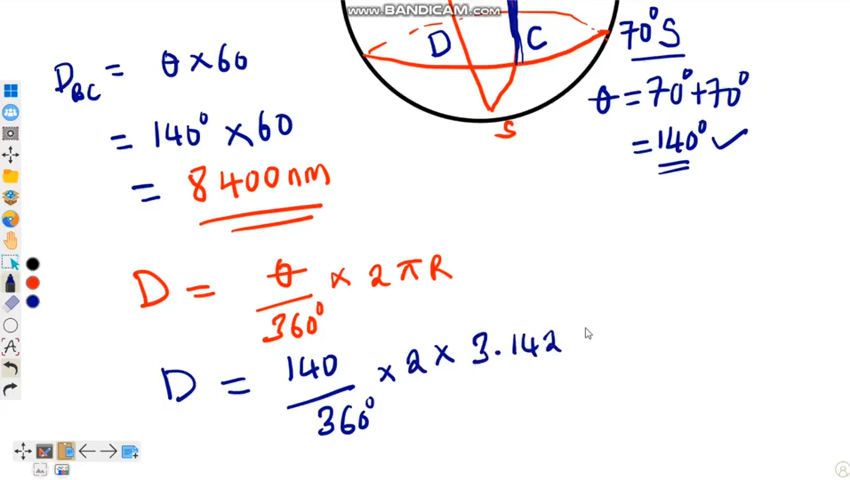 www.BANDICAM.com
D
C
S
70°S
θ = 70° + 70°
= 140° ✓
D_BC = θ × 60
= 140° × 60
= 8400nm
D = θ/360° × 2πR
D = 140/360° × 2 × 3.142